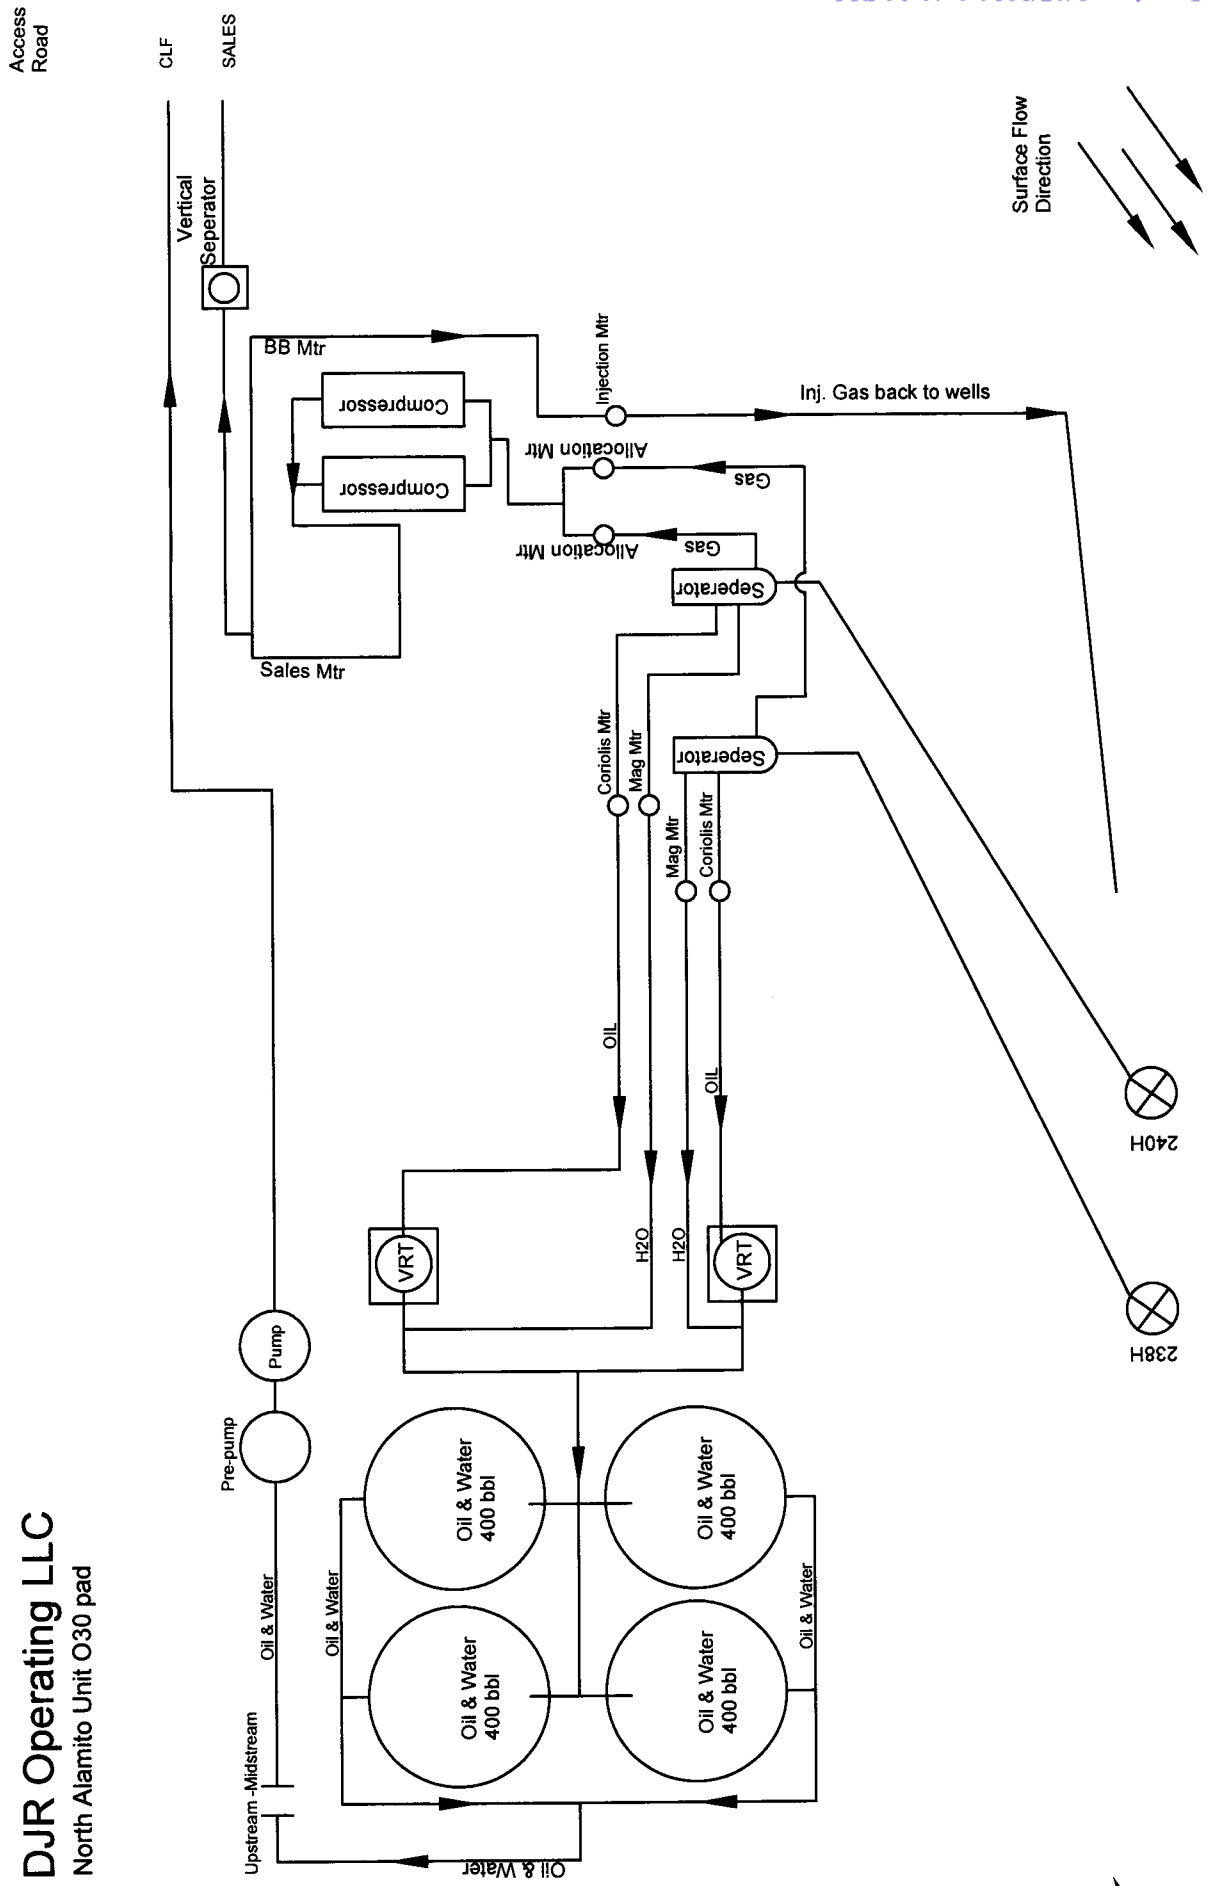 DJR Operating LLC
North Alamito Unit O30 pad
Access
Road
CLF
SALES
Vertical
Seperator
BB Mtr
Compressor
Compressor
Sales Mtr
Injection Mtr
Inj. Gas back to wells
Allocation Mtr
Allocation Mtr
Gas
Gas
Seperator
Seperator
Surface Flow
Direction
Coriolis Mtr
Mag Mtr
Mag Mtr
Coriolis Mtr
OIL
OIL
H2O
H2O
VRT
VRT
Pump
Pre-pump
Oil & Water
Oil & Water
Oil & Water
400 bbl
Oil & Water
400 bbl
Oil & Water
400 bbl
Oil & Water
400 bbl
Oil & Water
Upstream -Midstream
Oil & Water
240H
238H